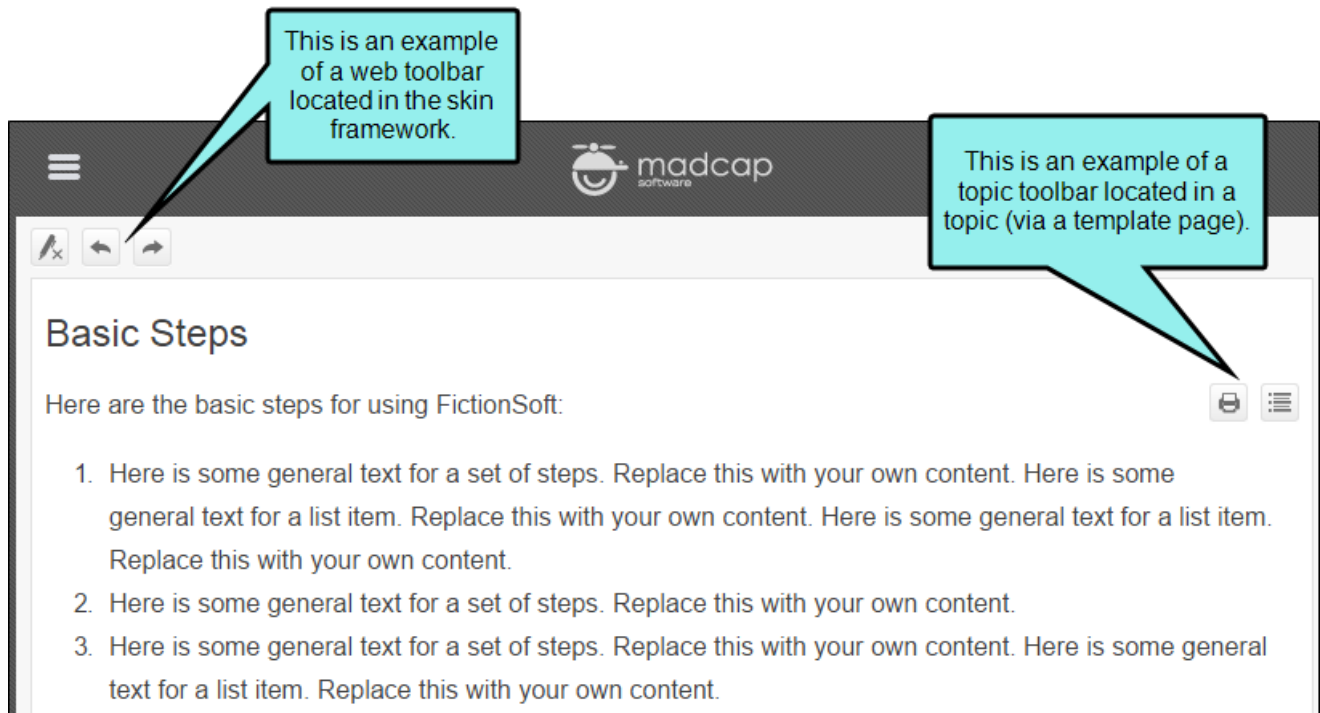 This is an example
of a web toolbar
located in the skin
framework.
madcap
software
This is an example of a
topic toolbar located in a
topic (via a template page).
Basic Steps
Here are the basic steps for using FictionSoft:
1. Here is some general text for a set of steps. Replace this with your own content. Here is some
general text for a list item. Replace this with your own content. Here is some general text for a list item.
Replace this with your own content.
2. Here is some general text for a set of steps. Replace this with your own content.
3. Here is some general text for a set of steps. Replace this with your own content. Here is some general
text for a list item. Replace this with your own content.